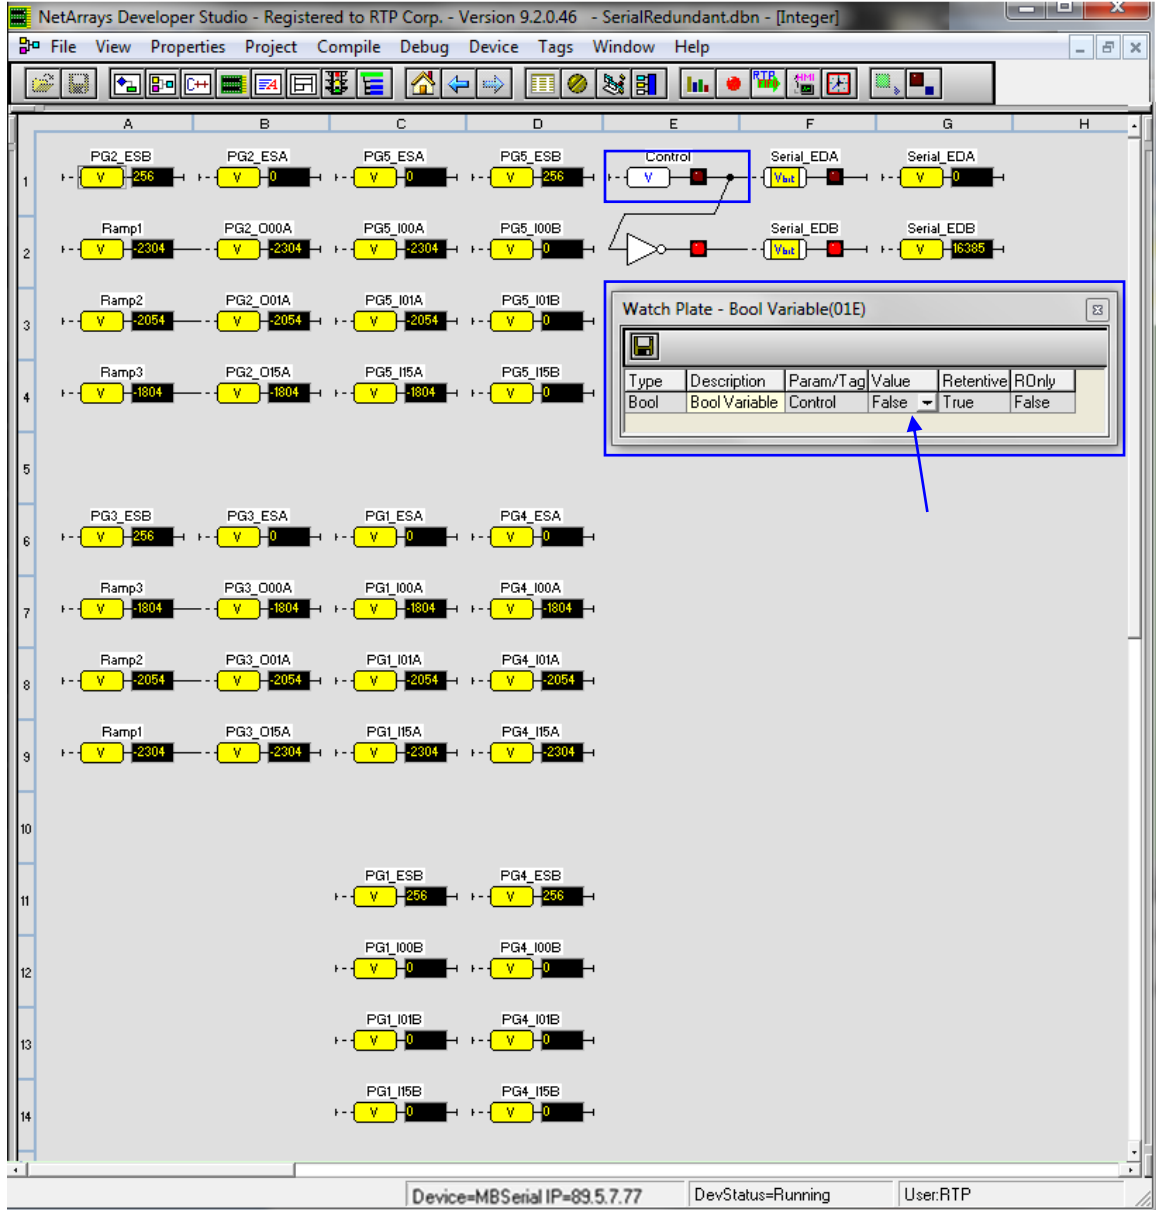 NetArrays Developer Studio - Registered to RTP Corp. - Version 9.2.0.46   - SerialRedundant.dbn - [Integer]
File View Properties Project Compile Debug Device Tags Window Help
C++ RTP HMI
A B C D E F G H
PG2_ESB PG2_ESA PG5_ESA PG5_ESB Control Serial_EDA Serial_EDA
1 V 256 V 0 V 0 V 256 V Vbit V 0
Ramp1 PG2_O00A PG5_I00A PG5_I00B Serial_EDB Serial_EDB
2 V -2304 V -2304 V -2304 V 0 Vbit V 16385
Ramp2 PG2_O01A PG5_I01A PG5_I01B
3 V -2054 V -2054 V -2054 V 0
Ramp3 PG2_O15A PG5_I15A PG5_I15B
4 V -1804 V -1804 V -1804 V 0
Watch Plate - Bool Variable(01E)
Type Description Param/Tag Value Retentive ROnly
Bool Bool Variable Control False True False
5
PG3_ESB PG3_ESA PG1_ESA PG4_ESA
6 V 256 V 0 V 0 V 0
Ramp3 PG3_O00A PG1_I00A PG4_I00A
7 V -1804 V -1804 V -1804 V -1804
Ramp2 PG3_O01A PG1_I01A PG4_I01A
8 V -2054 V -2054 V -2054 V -2054
Ramp1 PG3_O15A PG1_I15A PG4_I15A
9 V -2304 V -2304 V -2304 V -2304
10
PG1_ESB PG4_ESB
11 V 256 V 256
PG1_I00B PG4_I00B
12 V 0 V 0
PG1_I01B PG4_I01B
13 V 0 V 0
PG1_I15B PG4_I15B
14 V 0 V 0
Device=MBSerial IP=89.5.7.77 DevStatus=Running User:RTP